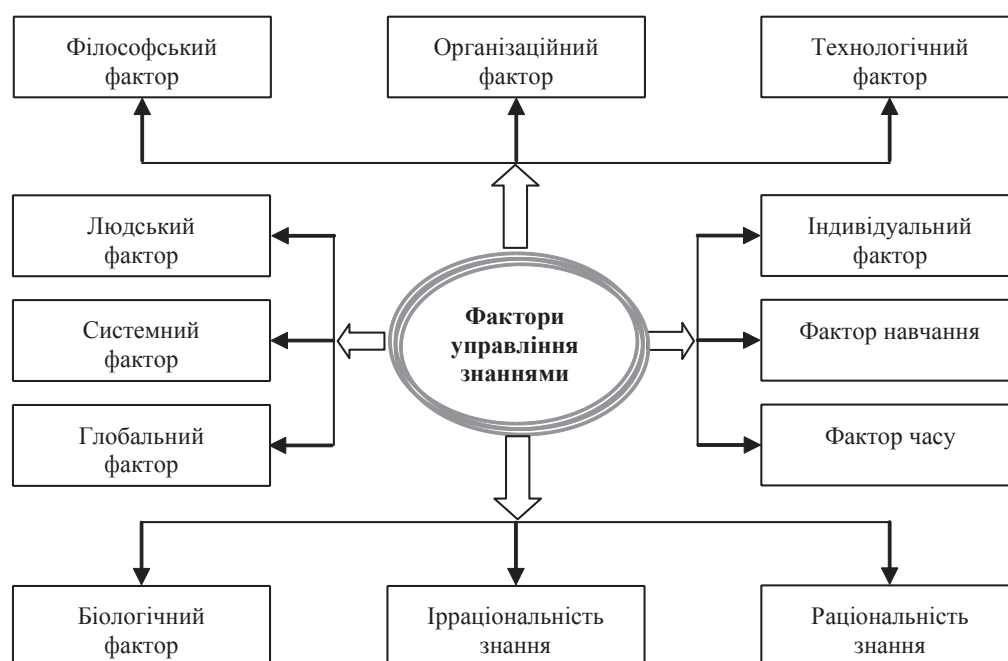 Філософський
фактор
Організаційний
фактор
Технологічний
фактор
Людський
фактор
Системний
фактор
Глобальний
фактор
Фактори
управління
знаннями
Індивідуальний
фактор
Фактор навчання
Фактор часу
Біологічний
фактор
Ірраціональність
знання
Раціональність
знання